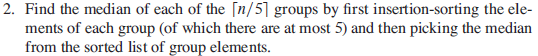 2. Find the median of each of the ⌈n/5⌉ groups by first insertion-sorting the ele-
ments of each group (of which there are at most 5) and then picking the median
from the sorted list of group elements.